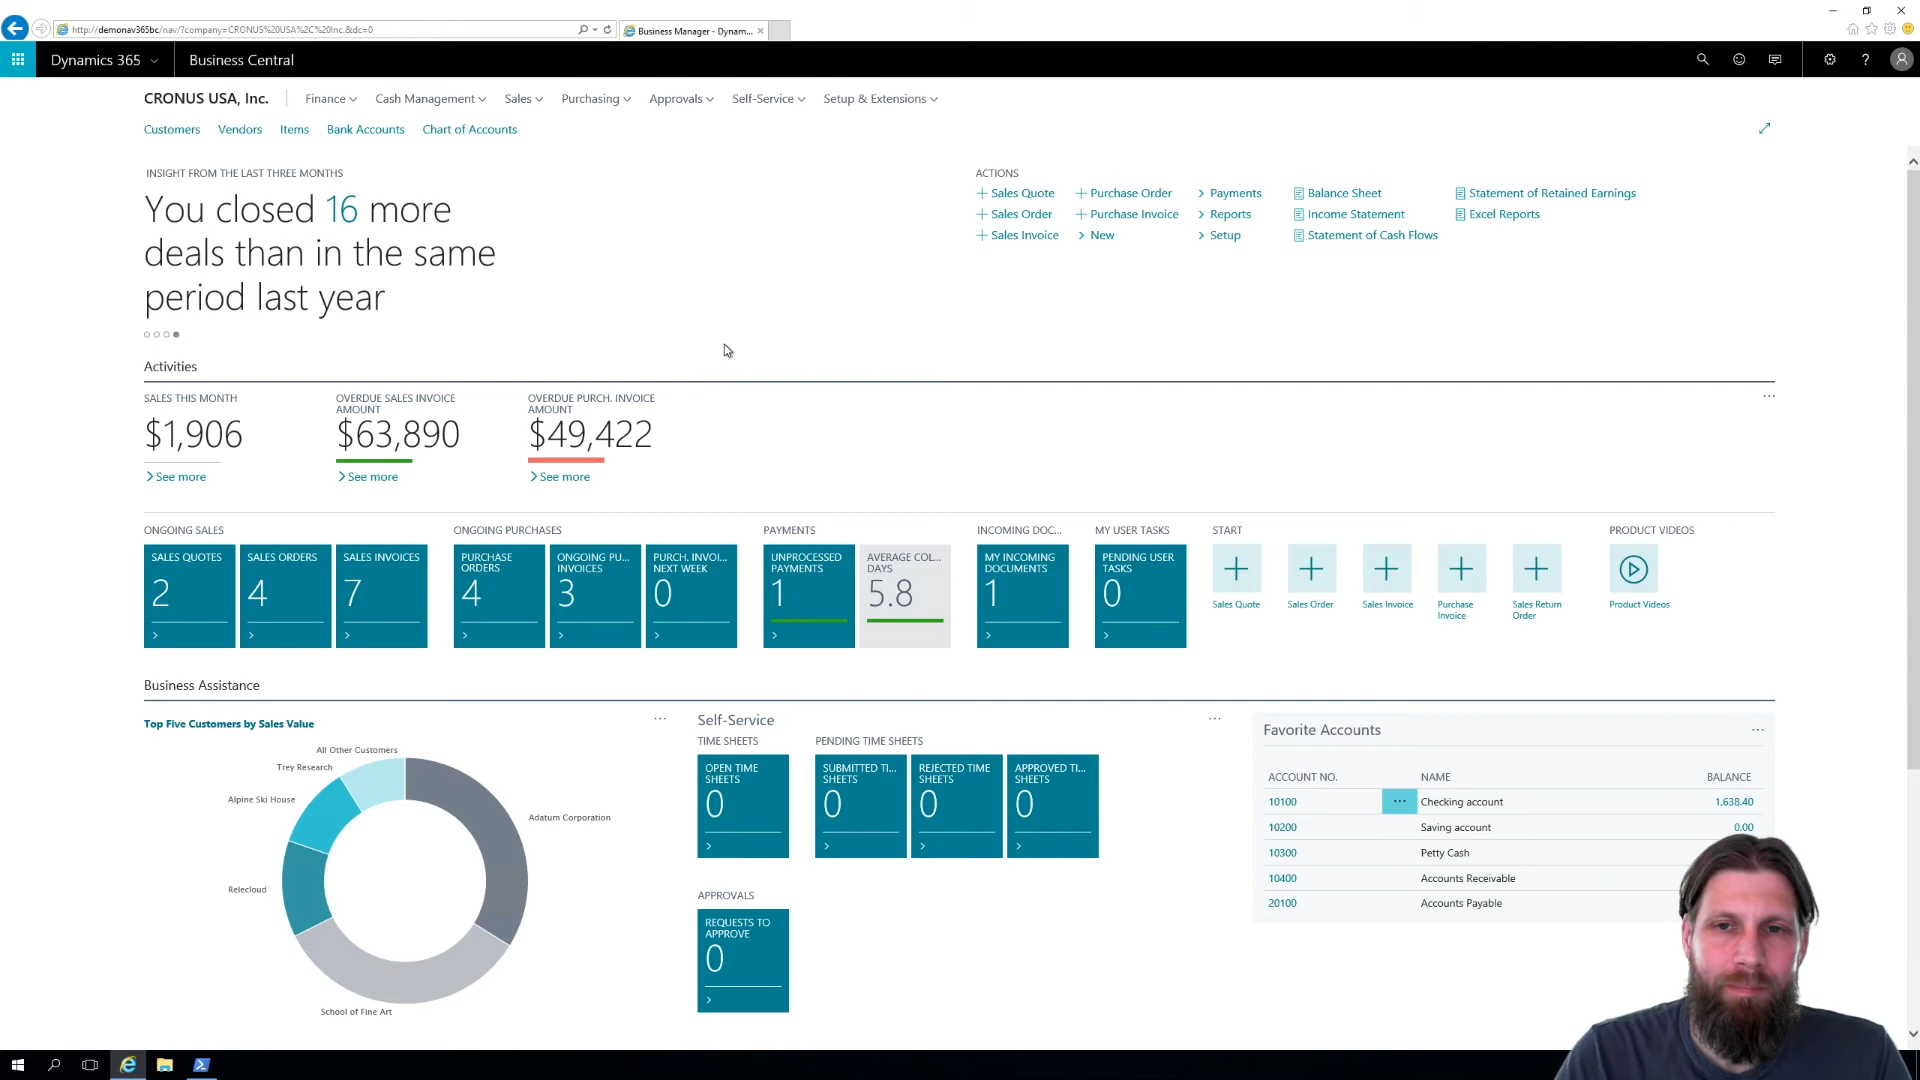 http://demonav365bc/nav/?company=CRONUS%20USA%2C%20Inc.&dc=0
Business Manager - Dynam...
Dynamics 365
Business Central
CRONUS USA, Inc.
Finance
Cash Management
Sales
Purchasing
Approvals
Self-Service
Setup & Extensions
Customers
Vendors
Items
Bank Accounts
Chart of Accounts
INSIGHT FROM THE LAST THREE MONTHS
You closed 16 more
deals than in the same
period last year
ACTIONS
Sales Quote
Purchase Order
Payments
Balance Sheet
Statement of Retained Earnings
Sales Order
Purchase Invoice
Reports
Income Statement
Excel Reports
Sales Invoice
New
Setup
Statement of Cash Flows
Activities
SALES THIS MONTH
$1,906
See more
OVERDUE SALES INVOICE
AMOUNT
$63,890
See more
OVERDUE PURCH. INVOICE
AMOUNT
$49,422
See more
ONGOING SALES
SALES QUOTES
2
SALES ORDERS
4
SALES INVOICES
7
ONGOING PURCHASES
PURCHASE
ORDERS
4
ONGOING PU...
INVOICES
3
PURCH. INVOI...
NEXT WEEK
0
PAYMENTS
UNPROCESSED
PAYMENTS
1
AVERAGE COL...
DAYS
5.8
INCOMING DOC...
MY INCOMING
DOCUMENTS
1
MY USER TASKS
PENDING USER
TASKS
0
START
Sales Quote
Sales Order
Sales Invoice
Purchase
Invoice
Sales Return
Order
PRODUCT VIDEOS
Product Videos
Business Assistance
Top Five Customers by Sales Value
All Other Customers
Trey Research
Alpine Ski House
Adatum Corporation
Relecloud
School of Fine Art
Self-Service
TIME SHEETS
OPEN TIME
SHEETS
0
PENDING TIME SHEETS
SUBMITTED TI...
SHEETS
0
REJECTED TIME
SHEETS
0
APPROVED TI...
SHEETS
0
APPROVALS
REQUESTS TO
APPROVE
0
Favorite Accounts
ACCOUNT NO.
NAME
BALANCE
10100
Checking account
1,638.40
10200
Saving account
0.00
10300
Petty Cash
10400
Accounts Receivable
20100
Accounts Payable